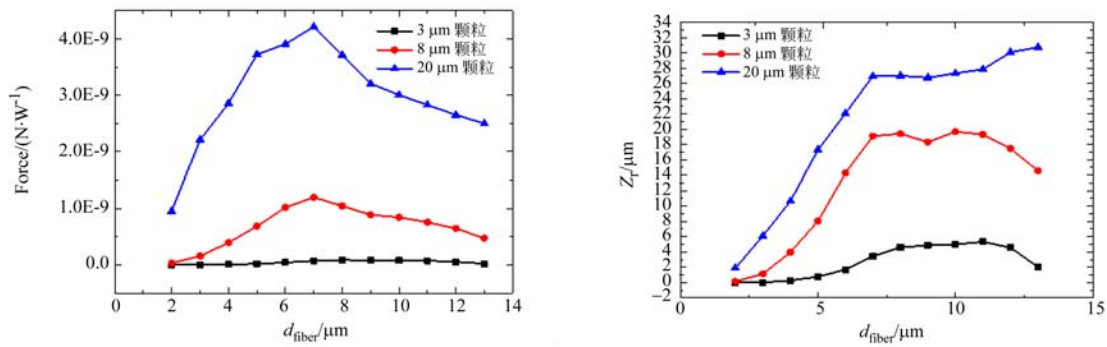 Force/(N·W⁻¹)
4.0E-9
3.0E-9
2.0E-9
1.0E-9
0.0
3 μm 颗粒
8 μm 颗粒
20 μm 颗粒
0 2 4 6 8 10 12 14
d_fiber/μm
Z_r/μm
34
32
30
28
26
24
22
20
18
16
14
12
10
8
6
4
2
0
−2
3 μm 颗粒
8 μm 颗粒
20 μm 颗粒
0 5 10 15
d_fiber/μm